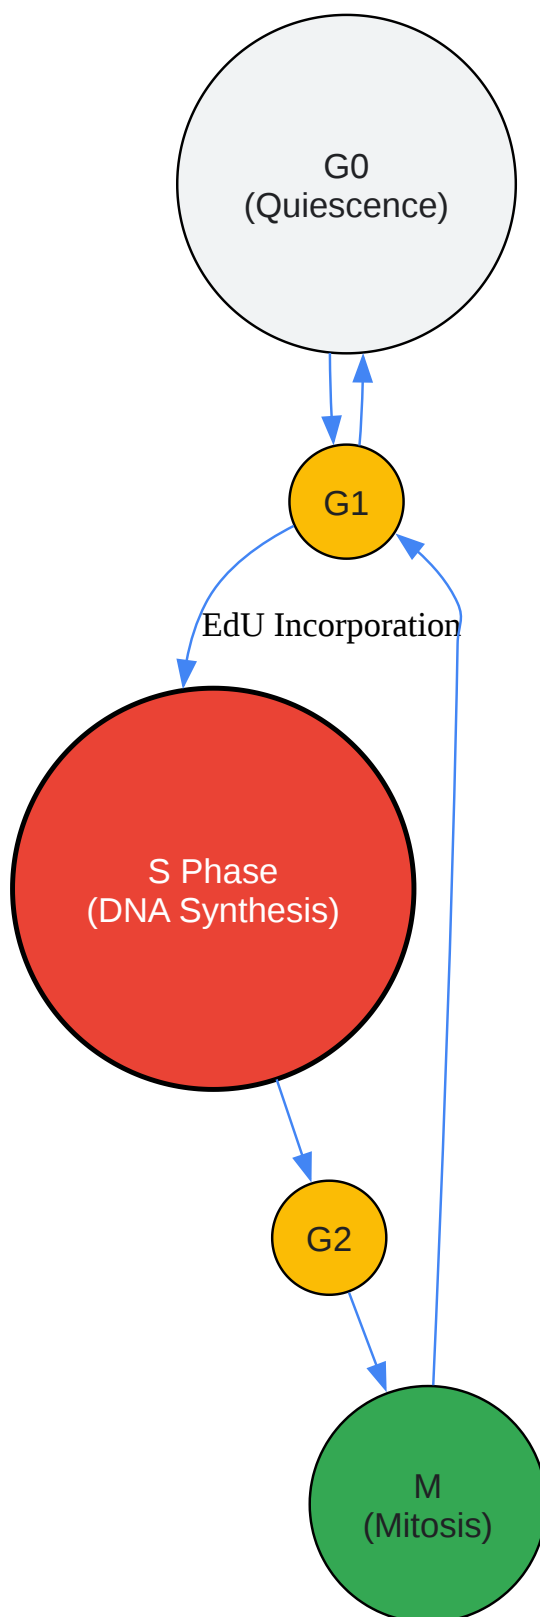 G0
(Quiescence)
G1
EdU Incorporation
S Phase
(DNA Synthesis)
G2
M
(Mitosis)